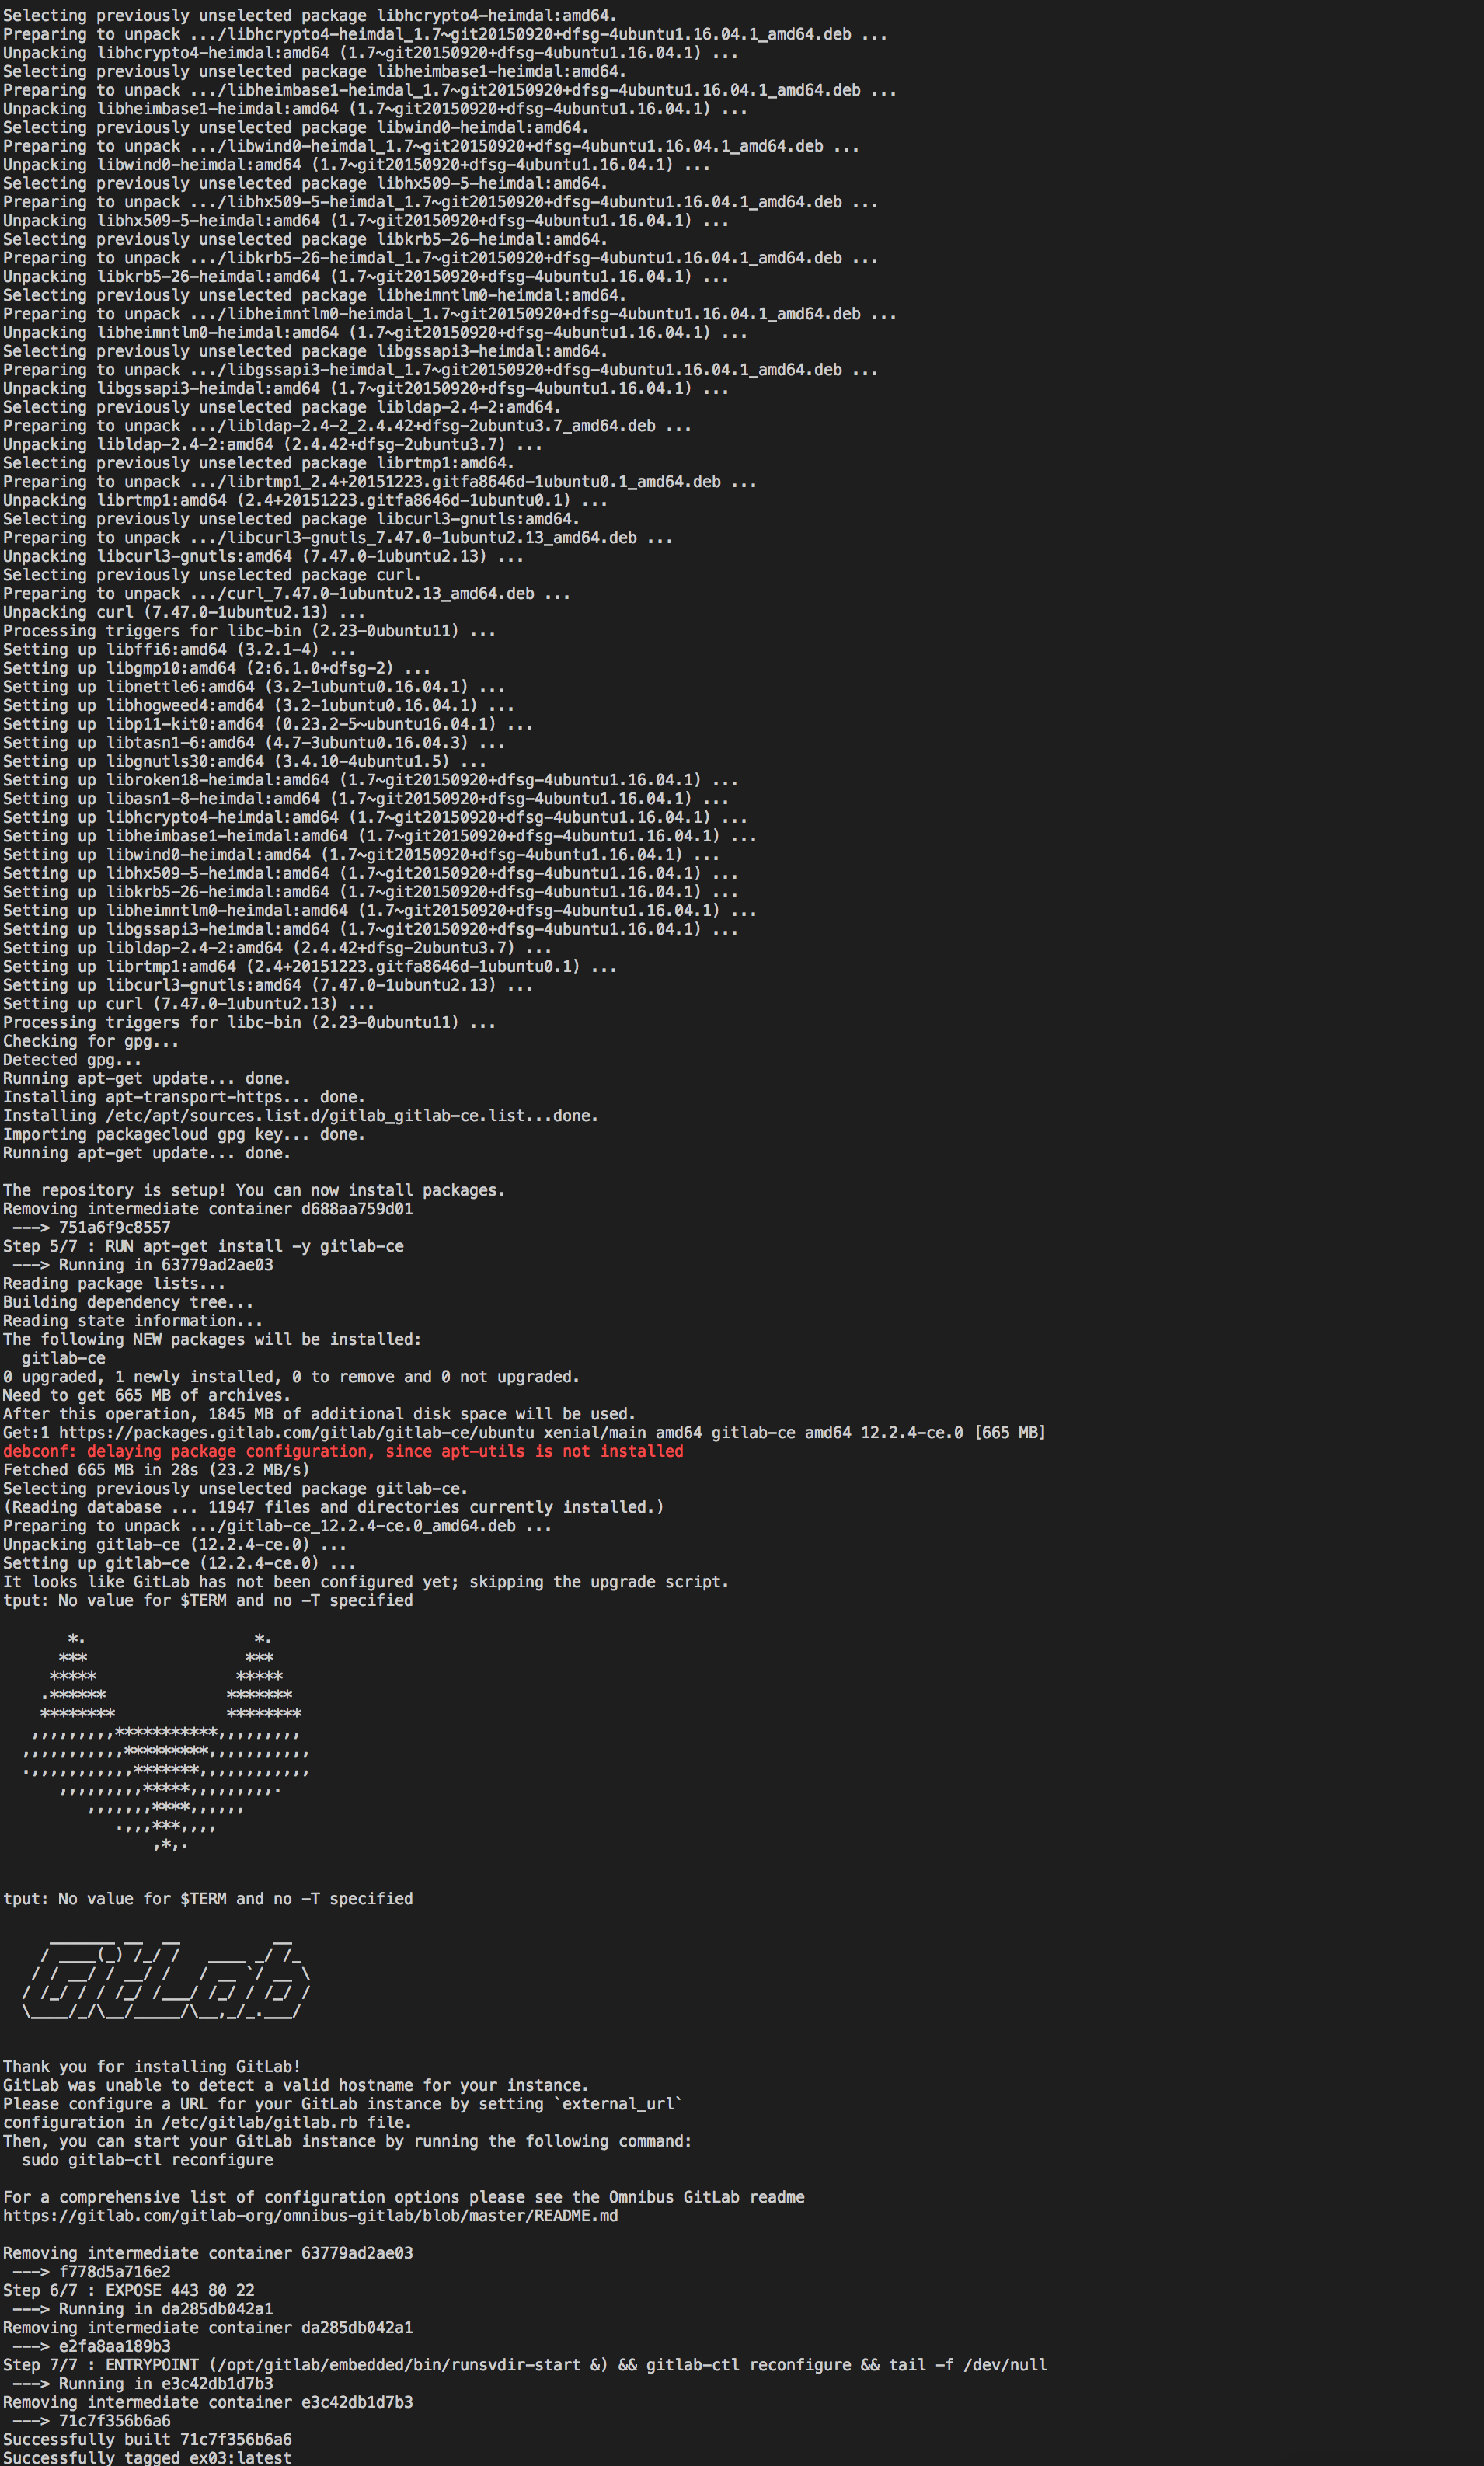 Selecting previously unselected package libhcrypto4-heimdal:amd64.
Preparing to unpack .../libhcrypto4-heimdal_1.7~git20150920+dfsg-4ubuntu1.16.04.1_amd64.deb ...
Unpacking libhcrypto4-heimdal:amd64 (1.7~git20150920+dfsg-4ubuntu1.16.04.1) ...
Selecting previously unselected package libheimbase1-heimdal:amd64.
Preparing to unpack .../libheimbase1-heimdal_1.7~git20150920+dfsg-4ubuntu1.16.04.1_amd64.deb ...
Unpacking libheimbase1-heimdal:amd64 (1.7~git20150920+dfsg-4ubuntu1.16.04.1) ...
Selecting previously unselected package libwind0-heimdal:amd64.
Preparing to unpack .../libwind0-heimdal_1.7~git20150920+dfsg-4ubuntu1.16.04.1_amd64.deb ...
Unpacking libwind0-heimdal:amd64 (1.7~git20150920+dfsg-4ubuntu1.16.04.1) ...
Selecting previously unselected package libhx509-5-heimdal:amd64.
Preparing to unpack .../libhx509-5-heimdal_1.7~git20150920+dfsg-4ubuntu1.16.04.1_amd64.deb ...
Unpacking libhx509-5-heimdal:amd64 (1.7~git20150920+dfsg-4ubuntu1.16.04.1) ...
Selecting previously unselected package libkrb5-26-heimdal:amd64.
Preparing to unpack .../libkrb5-26-heimdal_1.7~git20150920+dfsg-4ubuntu1.16.04.1_amd64.deb ...
Unpacking libkrb5-26-heimdal:amd64 (1.7~git20150920+dfsg-4ubuntu1.16.04.1) ...
Selecting previously unselected package libheimntlm0-heimdal:amd64.
Preparing to unpack .../libheimntlm0-heimdal_1.7~git20150920+dfsg-4ubuntu1.16.04.1_amd64.deb ...
Unpacking libheimntlm0-heimdal:amd64 (1.7~git20150920+dfsg-4ubuntu1.16.04.1) ...
Selecting previously unselected package libgssapi3-heimdal:amd64.
Preparing to unpack .../libgssapi3-heimdal_1.7~git20150920+dfsg-4ubuntu1.16.04.1_amd64.deb ...
Unpacking libgssapi3-heimdal:amd64 (1.7~git20150920+dfsg-4ubuntu1.16.04.1) ...
Selecting previously unselected package libldap-2.4-2:amd64.
Preparing to unpack .../libldap-2.4-2_2.4.42+dfsg-2ubuntu3.7_amd64.deb ...
Unpacking libldap-2.4-2:amd64 (2.4.42+dfsg-2ubuntu3.7) ...
Selecting previously unselected package librtmp1:amd64.
Preparing to unpack .../librtmp1_2.4+20151223.gitfa8646d-1ubuntu0.1_amd64.deb ...
Unpacking librtmp1:amd64 (2.4+20151223.gitfa8646d-1ubuntu0.1) ...
Selecting previously unselected package libcurl3-gnutls:amd64.
Preparing to unpack .../libcurl3-gnutls_7.47.0-1ubuntu2.13_amd64.deb ...
Unpacking libcurl3-gnutls:amd64 (7.47.0-1ubuntu2.13) ...
Selecting previously unselected package curl.
Preparing to unpack .../curl_7.47.0-1ubuntu2.13_amd64.deb ...
Unpacking curl (7.47.0-1ubuntu2.13) ...
Processing triggers for libc-bin (2.23-0ubuntu11) ...
Setting up libffi6:amd64 (3.2.1-4) ...
Setting up libgmp10:amd64 (2:6.1.0+dfsg-2) ...
Setting up libnettle6:amd64 (3.2-1ubuntu0.16.04.1) ...
Setting up libhogweed4:amd64 (3.2-1ubuntu0.16.04.1) ...
Setting up libp11-kit0:amd64 (0.23.2-5~ubuntu16.04.1) ...
Setting up libtasn1-6:amd64 (4.7-3ubuntu0.16.04.3) ...
Setting up libgnutls30:amd64 (3.4.10-4ubuntu1.5) ...
Setting up libroken18-heimdal:amd64 (1.7~git20150920+dfsg-4ubuntu1.16.04.1) ...
Setting up libasn1-8-heimdal:amd64 (1.7~git20150920+dfsg-4ubuntu1.16.04.1) ...
Setting up libhcrypto4-heimdal:amd64 (1.7~git20150920+dfsg-4ubuntu1.16.04.1) ...
Setting up libheimbase1-heimdal:amd64 (1.7~git20150920+dfsg-4ubuntu1.16.04.1) ...
Setting up libwind0-heimdal:amd64 (1.7~git20150920+dfsg-4ubuntu1.16.04.1) ...
Setting up libhx509-5-heimdal:amd64 (1.7~git20150920+dfsg-4ubuntu1.16.04.1) ...
Setting up libkrb5-26-heimdal:amd64 (1.7~git20150920+dfsg-4ubuntu1.16.04.1) ...
Setting up libheimntlm0-heimdal:amd64 (1.7~git20150920+dfsg-4ubuntu1.16.04.1) ...
Setting up libgssapi3-heimdal:amd64 (1.7~git20150920+dfsg-4ubuntu1.16.04.1) ...
Setting up libldap-2.4-2:amd64 (2.4.42+dfsg-2ubuntu3.7) ...
Setting up librtmp1:amd64 (2.4+20151223.gitfa8646d-1ubuntu0.1) ...
Setting up libcurl3-gnutls:amd64 (7.47.0-1ubuntu2.13) ...
Setting up curl (7.47.0-1ubuntu2.13) ...
Processing triggers for libc-bin (2.23-0ubuntu11) ...
Checking for gpg...
Detected gpg...
Running apt-get update... done.
Installing apt-transport-https... done.
Installing /etc/apt/sources.list.d/gitlab_gitlab-ce.list...done.
Importing packagecloud gpg key... done.
Running apt-get update... done.

The repository is setup! You can now install packages.
Removing intermediate container d688aa759d01
 ---> 751a6f9c8557
Step 5/7 : RUN apt-get install -y gitlab-ce
 ---> Running in 63779ad2ae03
Reading package lists...
Building dependency tree...
Reading state information...
The following NEW packages will be installed:
  gitlab-ce
0 upgraded, 1 newly installed, 0 to remove and 0 not upgraded.
Need to get 665 MB of archives.
After this operation, 1845 MB of additional disk space will be used.
Get:1 https://packages.gitlab.com/gitlab/gitlab-ce/ubuntu xenial/main amd64 gitlab-ce amd64 12.2.4-ce.0 [665 MB]
debconf: delaying package configuration, since apt-utils is not installed
Fetched 665 MB in 28s (23.2 MB/s)
Selecting previously unselected package gitlab-ce.
(Reading database ... 11947 files and directories currently installed.)
Preparing to unpack .../gitlab-ce_12.2.4-ce.0_amd64.deb ...
Unpacking gitlab-ce (12.2.4-ce.0) ...
Setting up gitlab-ce (12.2.4-ce.0) ...
It looks like GitLab has not been configured yet; skipping the upgrade script.
tput: No value for $TERM and no -T specified

       *.                  *.
      ***                 ***
     *****               *****
    .******             *******
    ********            ********
   ,,,,,,,,,***********,,,,,,,,,
  ,,,,,,,,,,,*********,,,,,,,,,,,
  .,,,,,,,,,,,*******,,,,,,,,,,,,
      ,,,,,,,,,*****,,,,,,,,,.
         ,,,,,,,****,,,,,,
            .,,,***,,,,
                ,*,.

tput: No value for $TERM and no -T specified

     _______ __  __          __
    / ____(_) /_/ /   ____ _/ /_
   / / __/ / __/ /   / __ `/ __ \
  / /_/ / / /_/ /___/ /_/ / /_/ /
  \____/_/\__/_____/\__,_/_.___/

Thank you for installing GitLab!
GitLab was unable to detect a valid hostname for your instance.
Please configure a URL for your GitLab instance by setting `external_url`
configuration in /etc/gitlab/gitlab.rb file.
Then, you can start your GitLab instance by running the following command:
  sudo gitlab-ctl reconfigure

For a comprehensive list of configuration options please see the Omnibus GitLab readme
https://gitlab.com/gitlab-org/omnibus-gitlab/blob/master/README.md

Removing intermediate container 63779ad2ae03
 ---> f778d5a716e2
Step 6/7 : EXPOSE 443 80 22
 ---> Running in da285db042a1
Removing intermediate container da285db042a1
 ---> e2fa8aa189b3
Step 7/7 : ENTRYPOINT (/opt/gitlab/embedded/bin/runsvdir-start &) && gitlab-ctl reconfigure && tail -f /dev/null
 ---> Running in e3c42db1d7b3
Removing intermediate container e3c42db1d7b3
 ---> 71c7f356b6a6
Successfully built 71c7f356b6a6
Successfully tagged ex03:latest